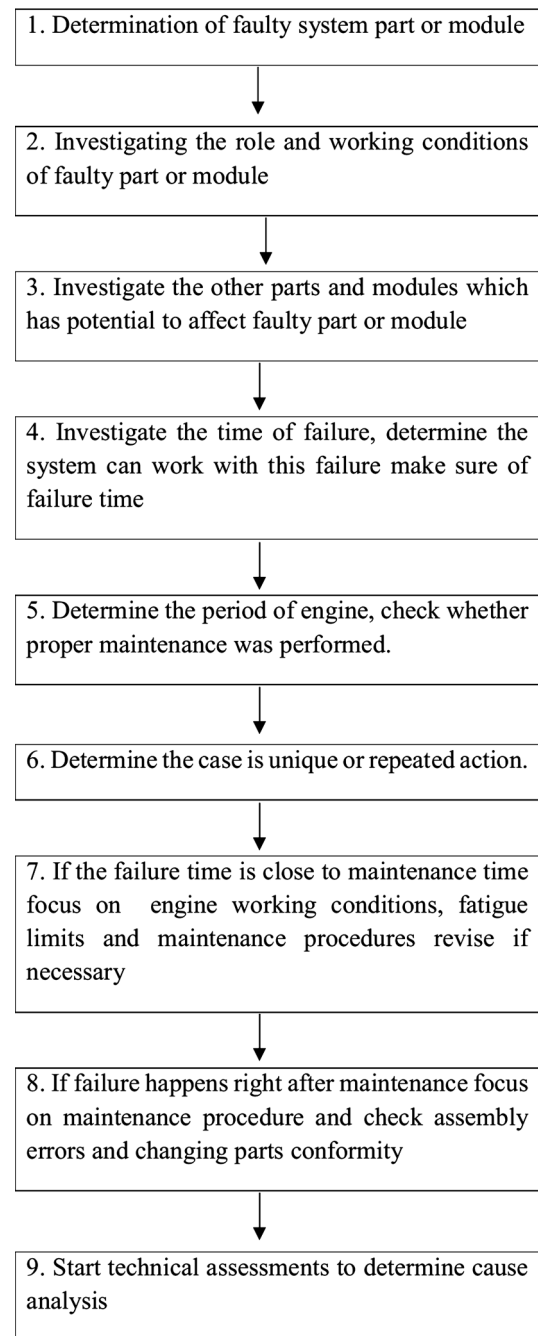 1. Determination of faulty system part or module
2. Investigating the role and working conditions
of faulty part or module
3. Investigate the other parts and modules which
has potential to affect faulty part or module
4. Investigate the time of failure, determine the
system can work with this failure make sure of
failure time
5. Determine the period of engine, check whether
proper maintenance was performed.
6. Determine the case is unique or repeated action.
7. If the failure time is close to maintenance time
focus on engine working conditions, fatigue
limits and maintenance procedures revise if
necessary
8. If failure happens right after maintenance focus
on maintenance procedure and check assembly
errors and changing parts conformity
9. Start technical assessments to determine cause
analysis